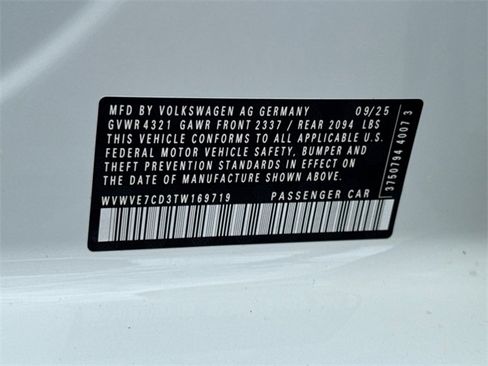 MFD BY VOLKSWAGEN AG GERMANY 09/25
GVWR 4321 GAWR FRONT 2337 / REAR 2094 LBS
THIS VEHICLE CONFORMS TO ALL APPLICABLE U.S.
FEDERAL MOTOR VEHICLE SAFETY, BUMPER AND
THEFT PREVENTION STANDARDS IN EFFECT ON
THE DATE OF MANUFACTURE SHOWN ABOVE.
WVWVE7CD3TW169719 PASSENGER CAR
3750794 40073